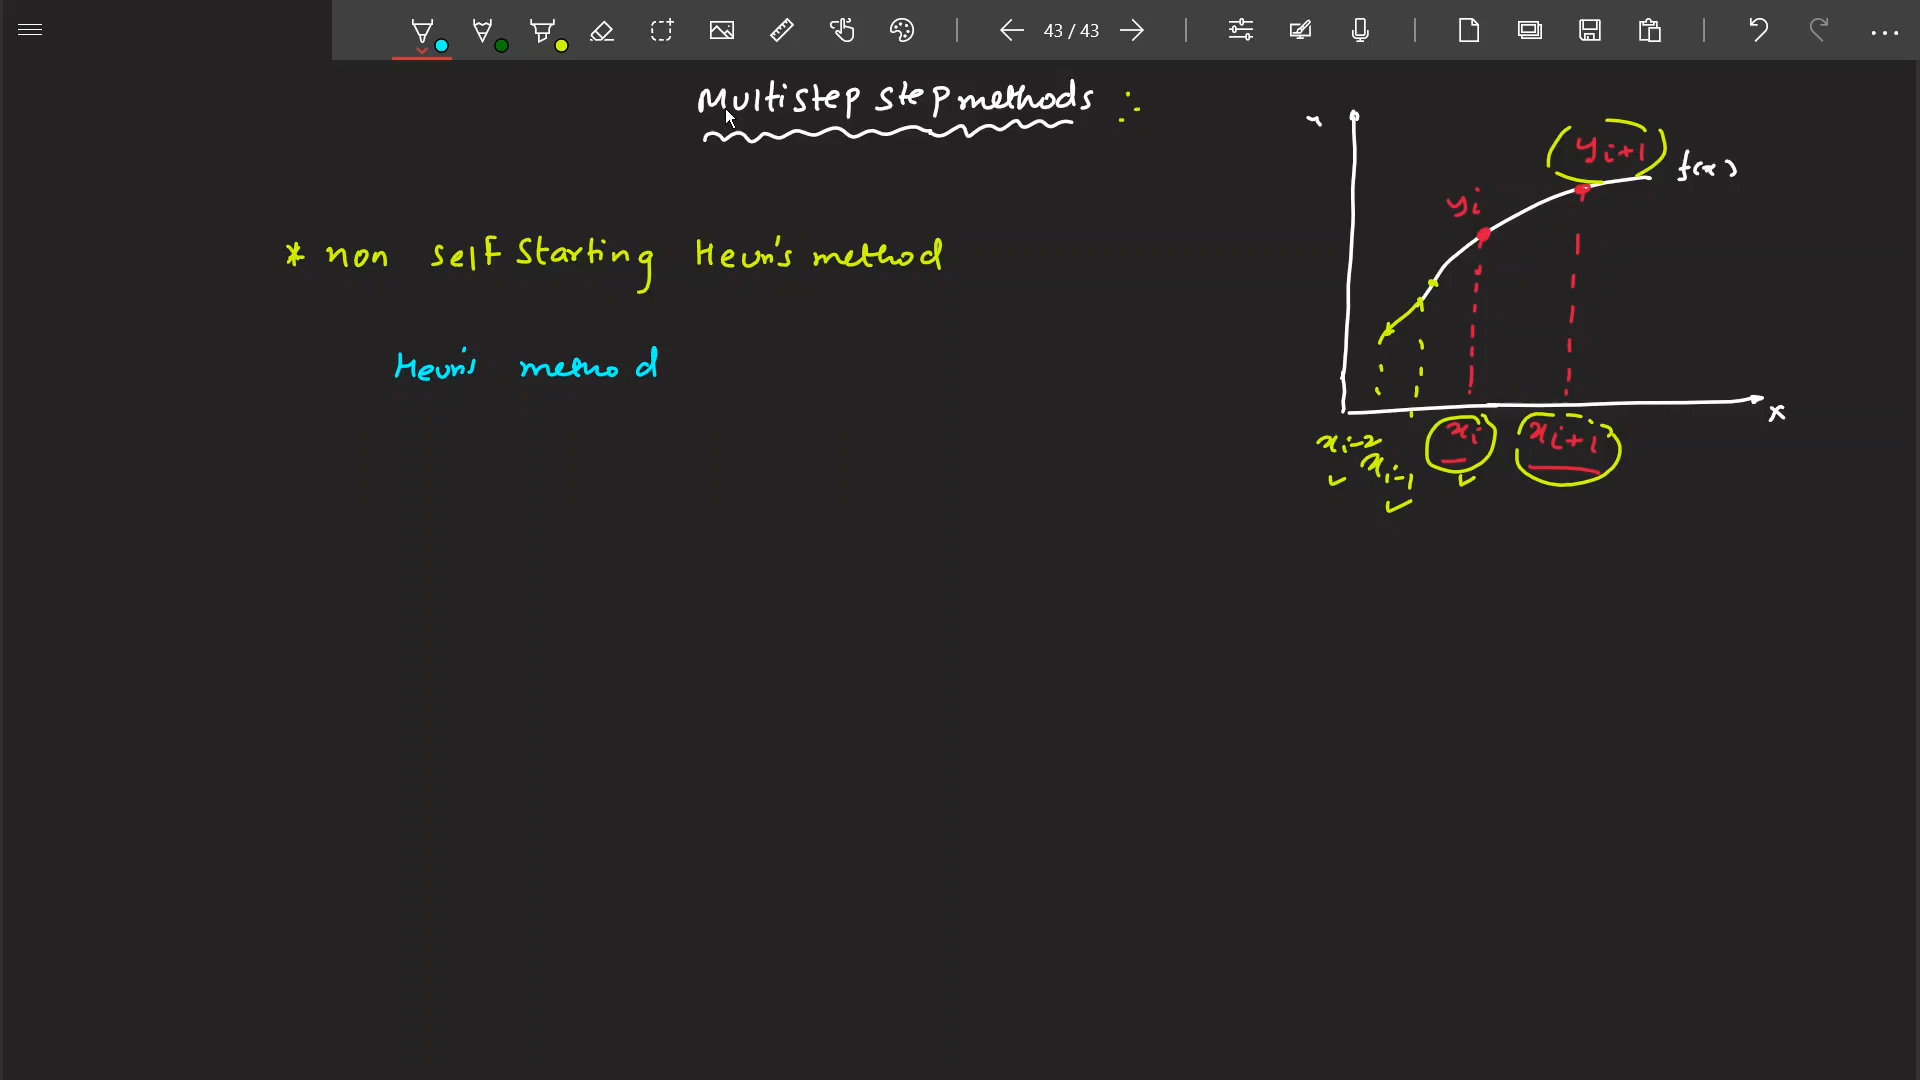 43 / 43
Multistep step methods :-
y
yi+1
f(x)
yi
* non self starting Heun's method
Heun's method
x
xi-2
xi-1
xi
xi+1